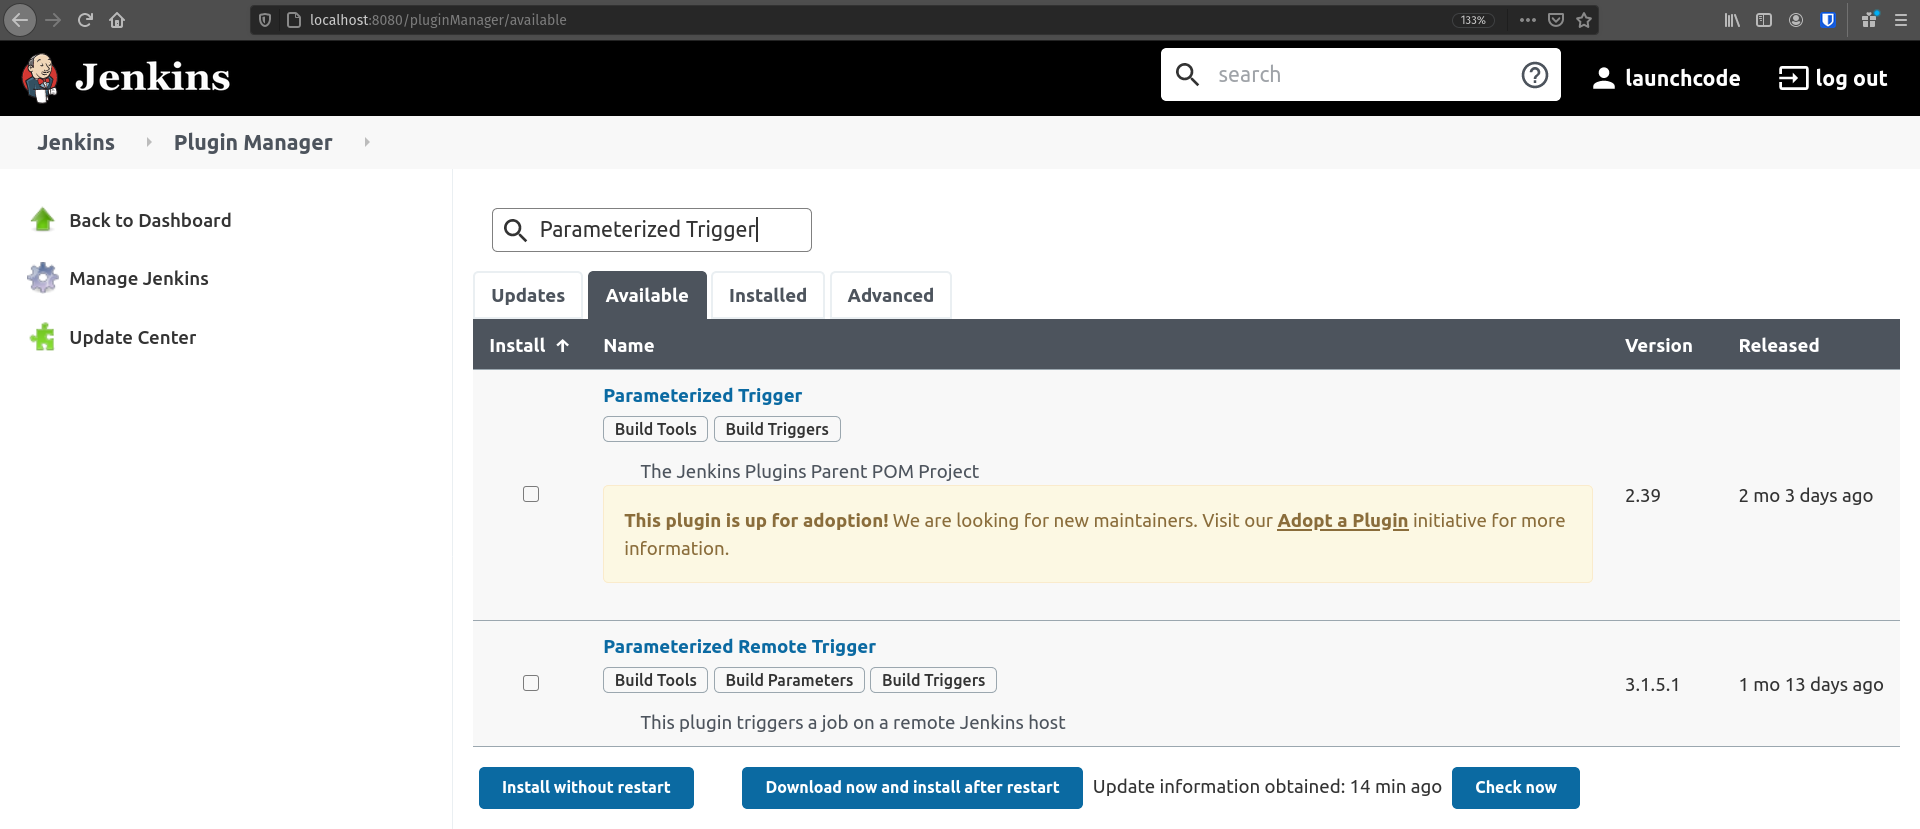 localhost:8080/pluginManager/available
133%
Jenkins
search
launchcode
log out
Jenkins
Plugin Manager
Back to Dashboard
Manage Jenkins
Update Center
Parameterized Trigger
Updates
Available
Installed
Advanced
Install ↑
Name
Version
Released
Parameterized Trigger
Build Tools
Build Triggers
The Jenkins Plugins Parent POM Project
This plugin is up for adoption! We are looking for new maintainers. Visit our Adopt a Plugin initiative for more
information.
2.39
2 mo 3 days ago
Parameterized Remote Trigger
Build Tools
Build Parameters
Build Triggers
This plugin triggers a job on a remote Jenkins host
3.1.5.1
1 mo 13 days ago
Install without restart
Download now and install after restart
Update information obtained: 14 min ago
Check now